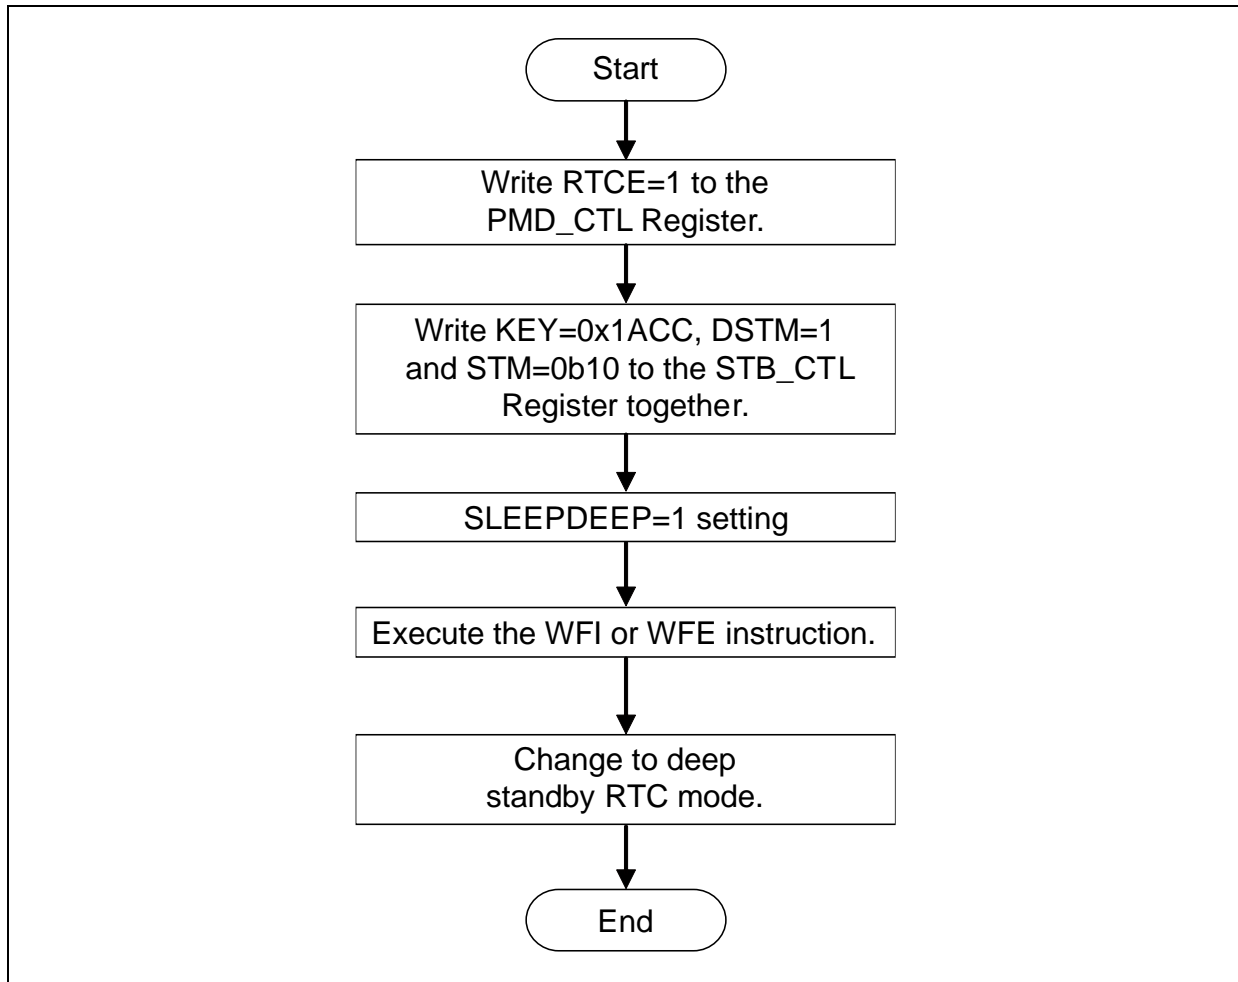 Start
Write RTCE=1 to the
PMD_CTL Register.
Write KEY=0x1ACC, DSTM=1
and STM=0b10 to the STB_CTL
Register together.
SLEEPDEEP=1 setting
Execute the WFI or WFE instruction.
Change to deep
standby RTC mode.
End